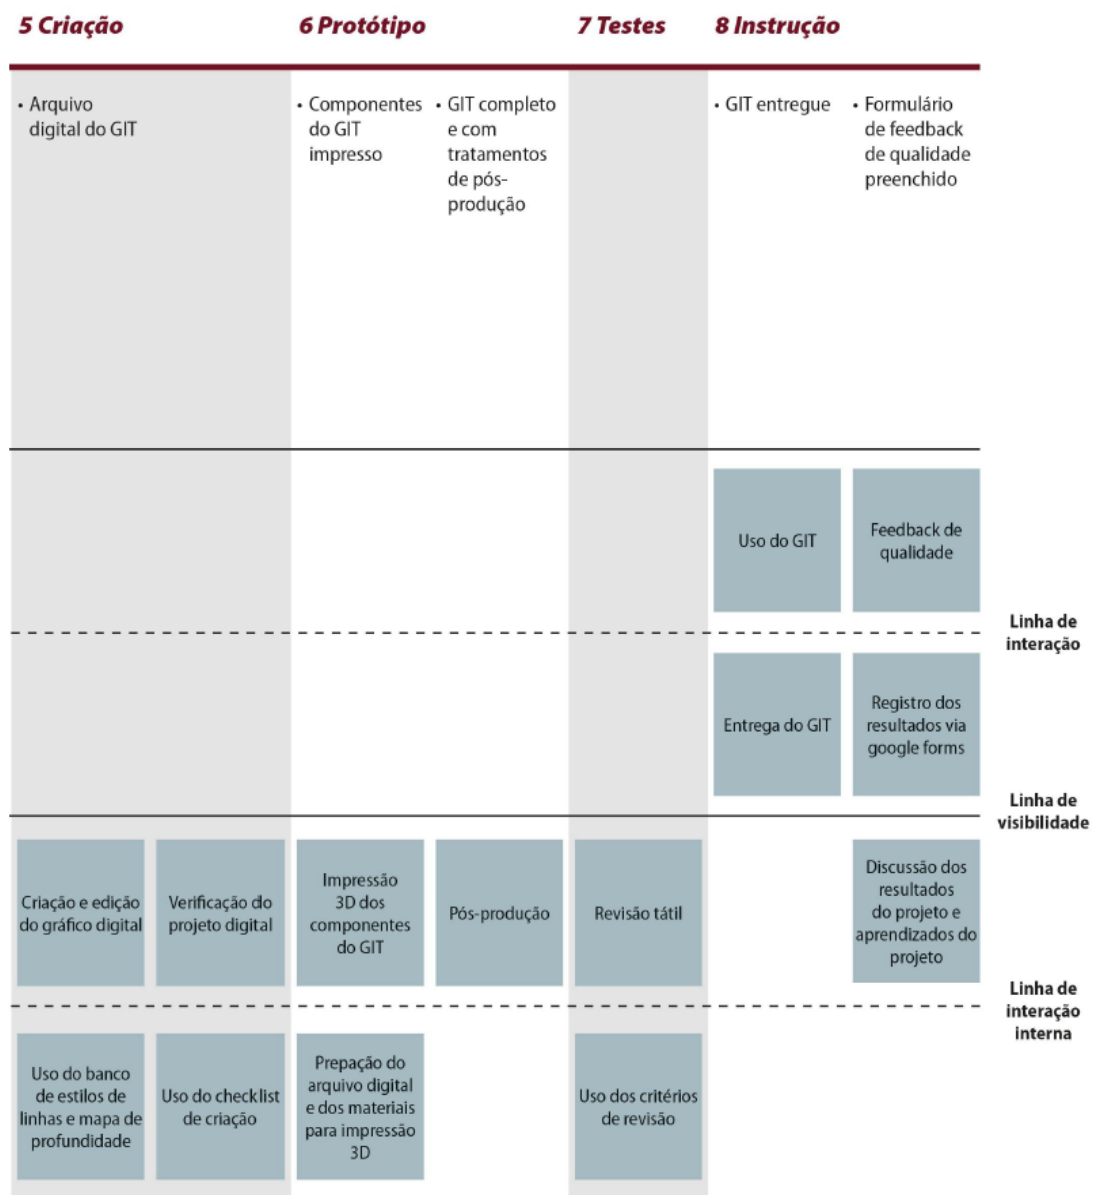 5 Criação
6 Protótipo
7 Testes
8 Instrução
• Arquivo
digital do GIT
• Componentes
do GIT
impresso
• GIT completo
e com
tratamentos
de pós-
produção
• GIT entregue
• Formulário
de feedback
de qualidade
preenchido
Uso do GIT
Feedback de
qualidade
Linha de
interação
Entrega do GIT
Registro dos
resultados via
google forms
Linha de
visibilidade
Criação e edição
do gráfico digital
Verificação do
projeto digital
Impressão
3D dos
componentes
do GIT
Pós-produção
Revisão tátil
Discussão dos
resultados
do projeto e
aprendizados do
projeto
Linha de
interação
interna
Uso do banco
de estilos de
linhas e mapa de
profundidade
Uso do checklist
de criação
Prepação do
arquivo digital
e dos materiais
para impressão
3D
Uso dos critérios
de revisão